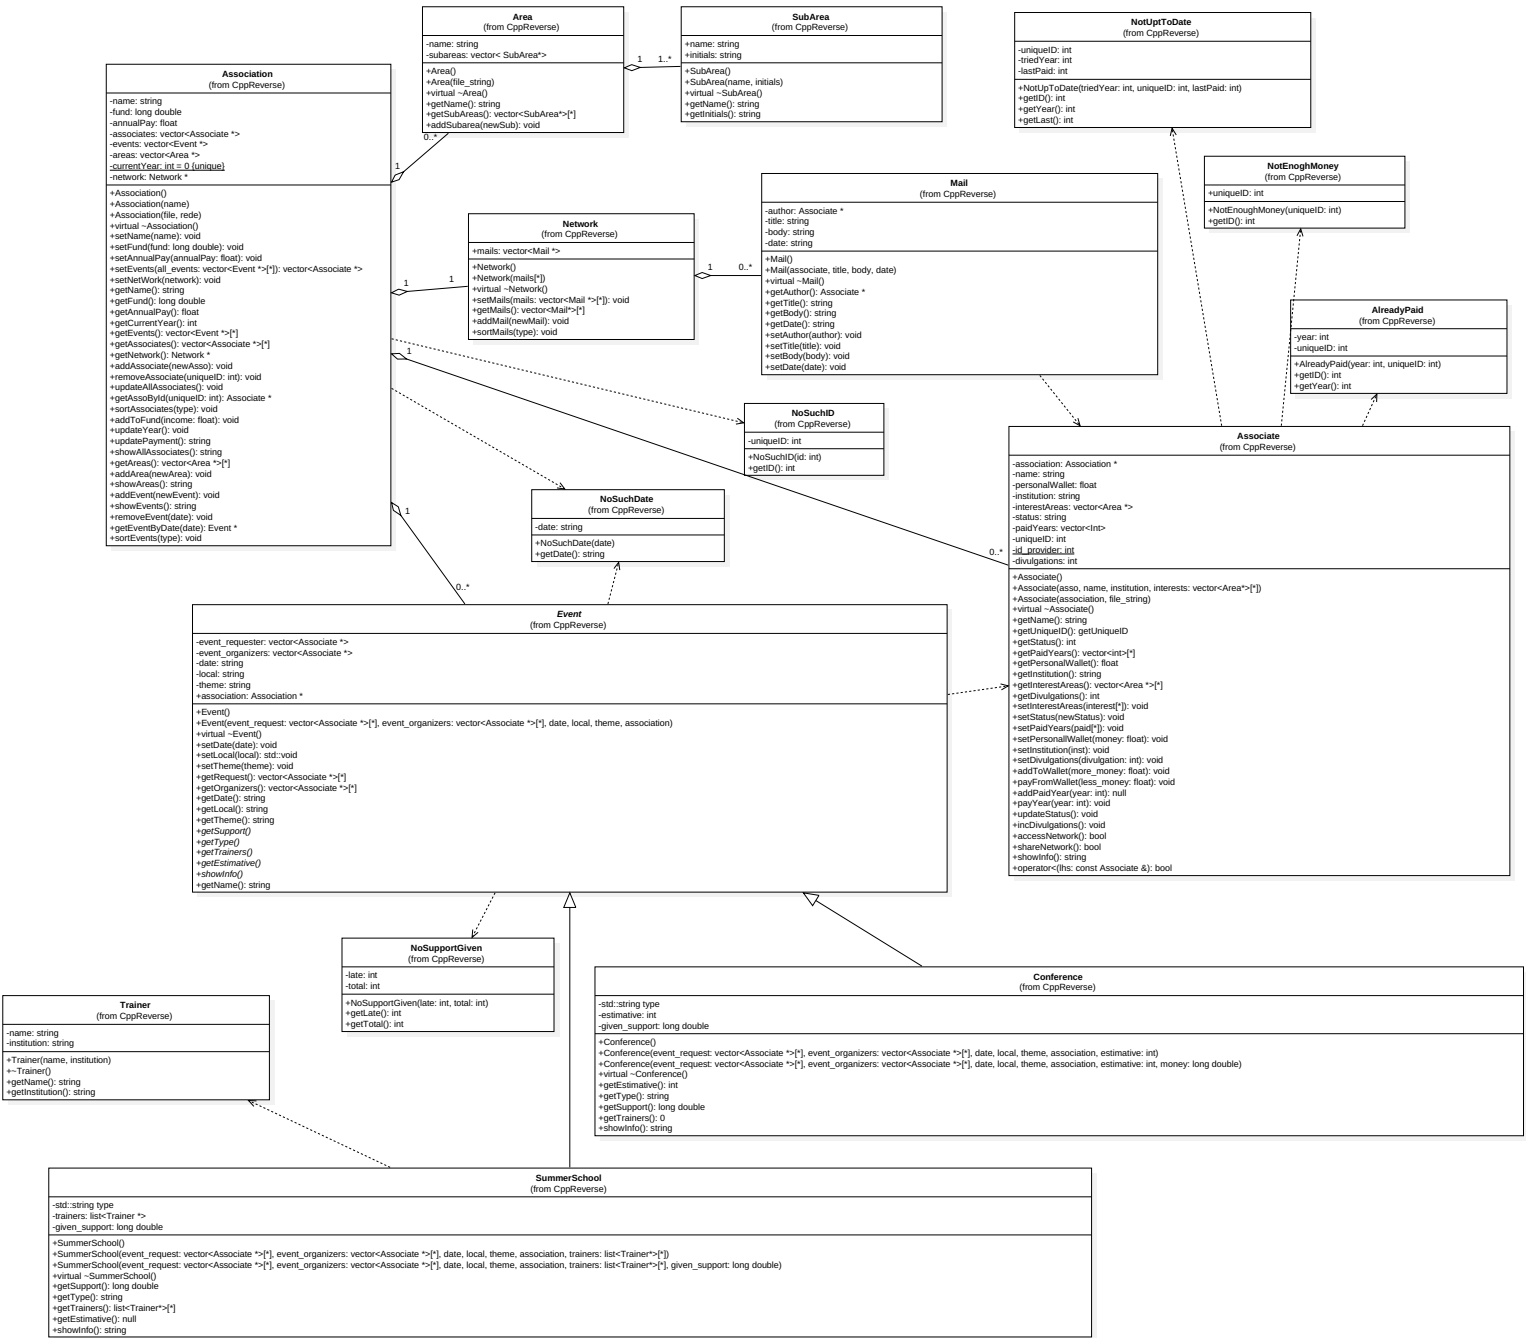 Area
(from CppReverse)
-name: string
-subareas: vector< SubArea*>
+Area()
+Area(file_string)
+virtual ~Area()
+getName(): string
+getSubAreas(): vector<SubArea*>[*]
+addSubarea(newSub): void
1
1..*
SubArea
(from CppReverse)
+name: string
+initials: string
+SubArea()
+SubArea(name, initials)
+virtual ~SubArea()
+getName(): string
+getInitials(): string
NotUptToDate
(from CppReverse)
-uniqueID: int
-triedYear: int
-lastPaid: int
+NotUpToDate(triedYear: int, uniqueID: int, lastPaid: int)
+getID(): int
+getYear(): int
+getLast(): int
Association
(from CppReverse)
-name: string
-fund: long double
-annualPay: float
-associates: vector<Associate *>
-events: vector<Event *>
-areas: vector<Area *>
-currentYear: int = 0 {unique}
-network: Network *
+Association()
+Association(name)
+Association(file, rede)
+virtual ~Association()
+setName(name): void
+setFund(fund: long double): void
+setAnnualPay(annualPay: float): void
+setEvents(all_events: vector<Event *>[*]): vector<Associate *>
+setNetWork(network): void
+getName(): string
+getFund(): long double
+getAnnualPay(): float
+getCurrentYear(): int
+getEvents(): vector<Event *>[*]
+getAssociates(): vector<Associate *>[*]
+getNetwork(): Network *
+addAssociate(newAsso): void
+removeAssociate(uniqueID: int): void
+updateAllAssociates(): void
+getAssoById(uniqueID: int): Associate *
+sortAssociates(type): void
+addToFund(income: float): void
+updateYear(): void
+updatePayment(): string
+showAllAssociates(): string
+getAreas(): vector<Area *>[*]
+addArea(newArea): void
+showAreas(): string
+addEvent(newEvent): void
+showEvents(): string
+removeEvent(date): void
+getEventByDate(date): Event *
+sortEvents(type): void
0..*
1
1
1
1
1
0..*
0..*
Network
(from CppReverse)
+mails: vector<Mail *>
+Network()
+Network(mails[*])
+virtual ~Network()
+setMails(mails: vector<Mail *>[*]): void
+getMails(): vector<Mail*>[*]
+addMail(newMail): void
+sortMails(type): void
1
0..*
Mail
(from CppReverse)
-author: Associate *
-title: string
-body: string
-date: string
+Mail()
+Mail(associate, title, body, date)
+virtual ~Mail()
+getAuthor(): Associate *
+getTitle(): string
+getBody(): string
+getDate(): string
+setAuthor(author): void
+setTitle(title): void
+setBody(body): void
+setDate(date): void
NotEnoghMoney
(from CppReverse)
+uniqueID: int
+NotEnoughMoney(uniqueID: int)
+getID(): int
AlreadyPaid
(from CppReverse)
-year: int
-uniqueID: int
+AlreadyPaid(year: int, uniqueID: int)
+getID(): int
+getYear(): int
NoSuchID
(from CppReverse)
-uniqueID: int
+NoSuchID(id: int)
+getID(): int
NoSuchDate
(from CppReverse)
-date: string
+NoSuchDate(date)
+getDate(): string
Associate
(from CppReverse)
-association: Association *
-name: string
-personalWallet: float
-institution: string
-interestAreas: vector<Area *>
-status: string
-paidYears: vector<Int>
-uniqueID: int
-id_provider: int
-divulgations: int
+Associate()
+Associate(asso, name, institution, interests: vector<Area*>[*])
+Associate(association, file_string)
+virtual ~Associate()
+getName(): string
+getUniqueID(): getUniqueID
+getStatus(): int
+getPaidYears(): vector<int>[*]
+getPersonalWallet(): float
+getInstitution(): string
+getInterestAreas(): vector<Area *>[*]
+getDivulgations(): int
+setInterestAreas(interest[*]): void
+setStatus(newStatus): void
+setPaidYears(paid[*]): void
+setPersonallWallet(money: float): void
+setInstitution(inst): void
+setDivulgations(divulgation: int): void
+addToWallet(more_money: float): void
+payFromWallet(less_money: float): void
+addPaidYear(year: int): null
+payYear(year: int): void
+updateStatus(): void
+incDivulgations(): void
+accessNetwork(): bool
+shareNetwork(): bool
+showInfo(): string
+operator<(lhs: const Associate &): bool
Event
(from CppReverse)
-event_requester: vector<Associate *>
-event_organizers: vector<Associate *>
-date: string
-local: string
-theme: string
+association: Association *
+Event()
+Event(event_request: vector<Associate *>[*], event_organizers: vector<Associate *>[*], date, local, theme, association)
+virtual ~Event()
+setDate(date): void
+setLocal(local): std::void
+setTheme(theme): void
+getRequest(): vector<Associate *>[*]
+getOrganizers(): vector<Associate *>[*]
+getDate(): string
+getLocal(): string
+getTheme(): string
+getSupport()
+getType()
+getTrainers()
+getEstimative()
+showInfo()
+getName(): string
NoSupportGiven
(from CppReverse)
-late: int
-total: int
+NoSupportGiven(late: int, total: int)
+getLate(): int
+getTotal(): int
Conference
(from CppReverse)
-std::string type
-estimative: int
-given_support: long double
+Conference()
+Conference(event_request: vector<Associate *>[*], event_organizers: vector<Associate *>[*], date, local, theme, association, estimative: int)
+Conference(event_request: vector<Associate *>[*], event_organizers: vector<Associate *>[*], date, local, theme, association, estimative: int, money: long double)
+virtual ~Conference()
+getEstimative(): int
+getType(): string
+getSupport(): long double
+getTrainers(): 0
+showInfo(): string
Trainer
(from CppReverse)
-name: string
-institution: string
+Trainer(name, institution)
+~Trainer()
+getName(): string
+getInstitution(): string
SummerSchool
(from CppReverse)
-std::string type
-trainers: list<Trainer *>
-given_support: long double
+SummerSchool()
+SummerSchool(event_request: vector<Associate *>[*], event_organizers: vector<Associate *>[*], date, local, theme, association, trainers: list<Trainer*>[*])
+SummerSchool(event_request: vector<Associate *>[*], event_organizers: vector<Associate *>[*], date, local, theme, association, trainers: list<Trainer*>[*], given_support: long double)
+virtual ~SummerSchool()
+getSupport(): long double
+getType(): string
+getTrainers(): list<Trainer*>[*]
+getEstimative(): null
+showInfo(): string